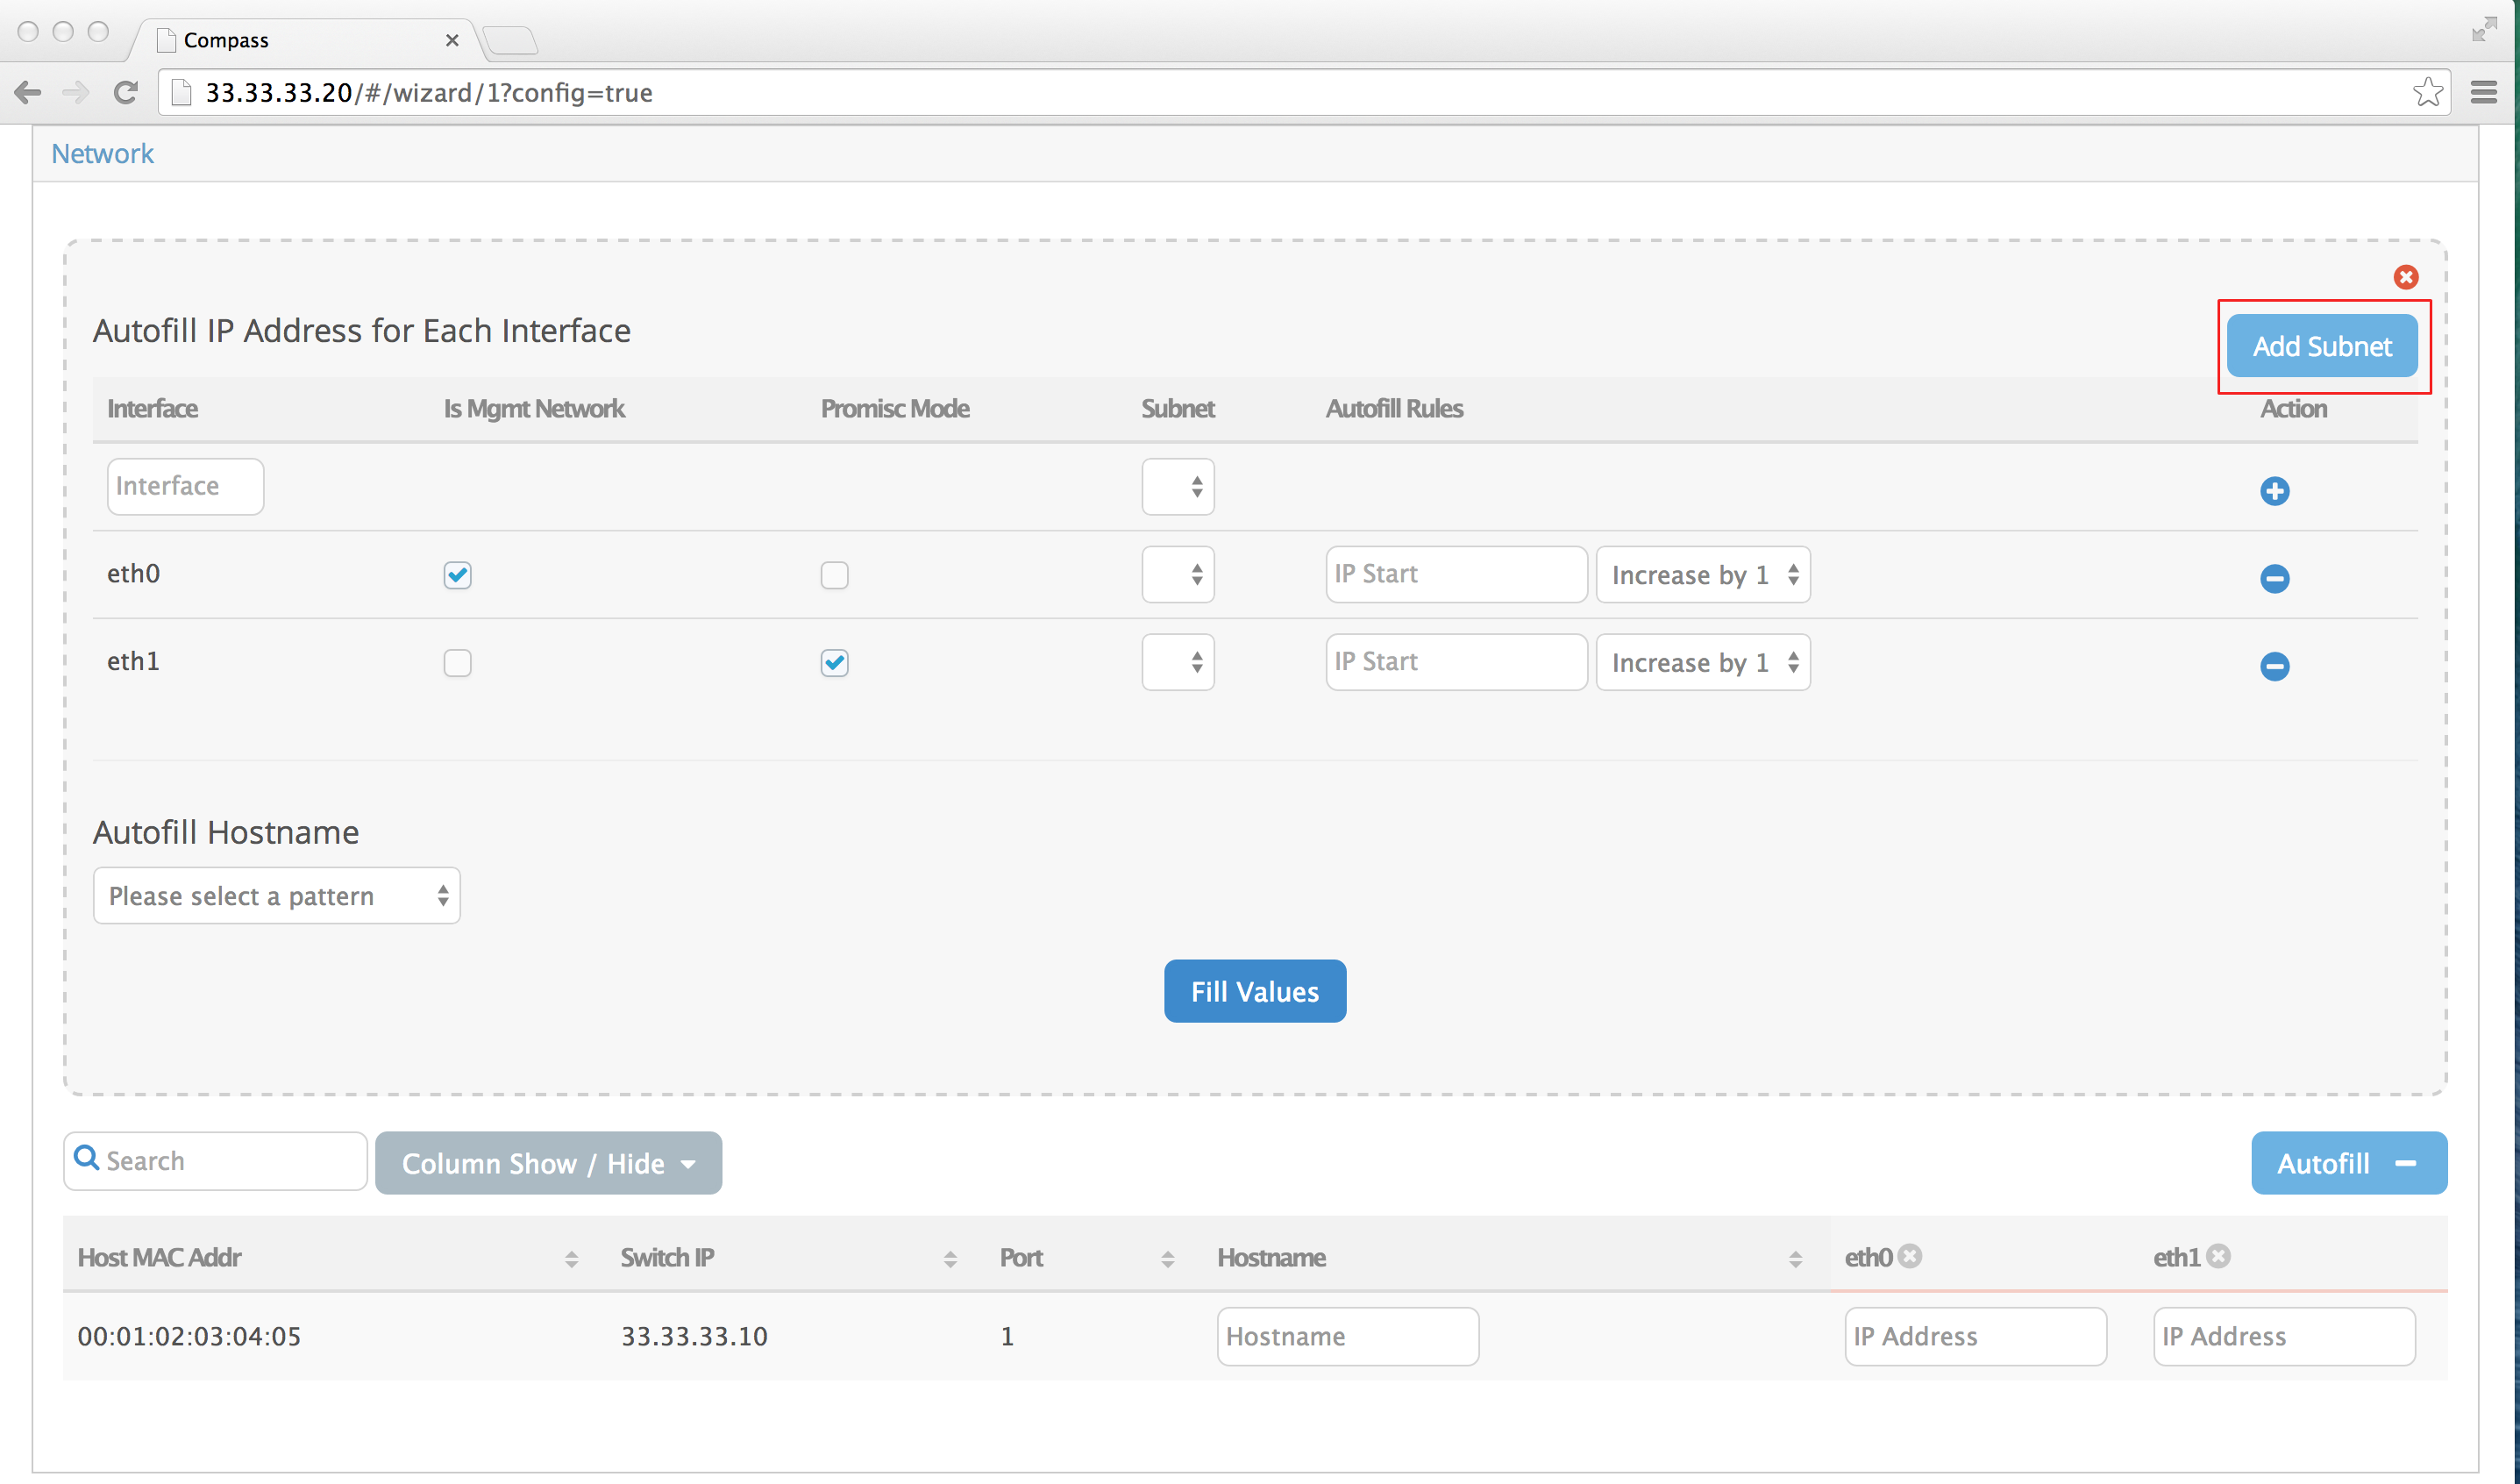 Compass
33.33.33.20/#/wizard/1?config=true
Network
Autofill IP Address for Each Interface
Add Subnet
Interface Is Mgmt Network Promisc Mode Subnet Autofill Rules Action
Interface
eth0 IP Start Increase by 1
eth1 IP Start Increase by 1
Autofill Hostname
Please select a pattern
Fill Values
Search Column Show / Hide Autofill
Host MAC Addr Switch IP Port Hostname eth0 eth1
00:01:02:03:04:05 33.33.33.10 1 Hostname IP Address IP Address